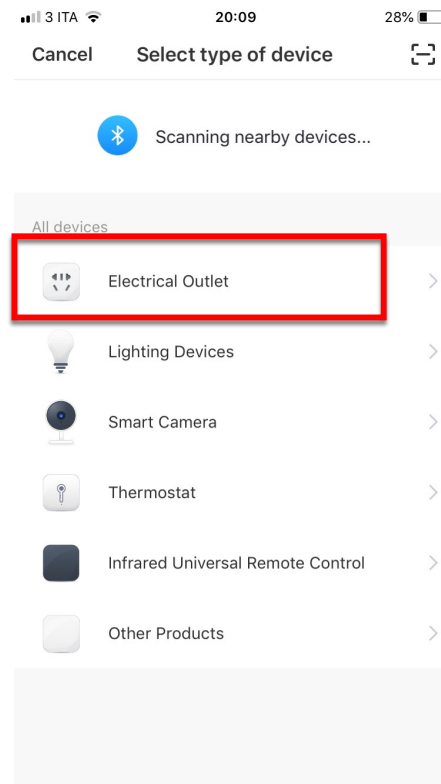 3 ITA 20:09 28%
Cancel Select type of device
Scanning nearby devices...
All devices
Electrical Outlet
Lighting Devices
Smart Camera
Thermostat
Infrared Universal Remote Control
Other Products